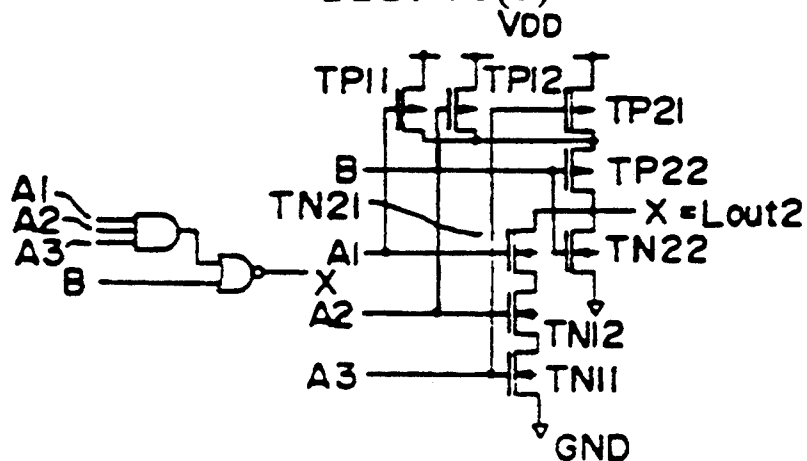 VDD
TP11 TP12
TP21
B
TP22
TN21
X = Lout2
A1
A2
A3
B
X
A1
TN22
A2
TN12
A3
TN11
GND